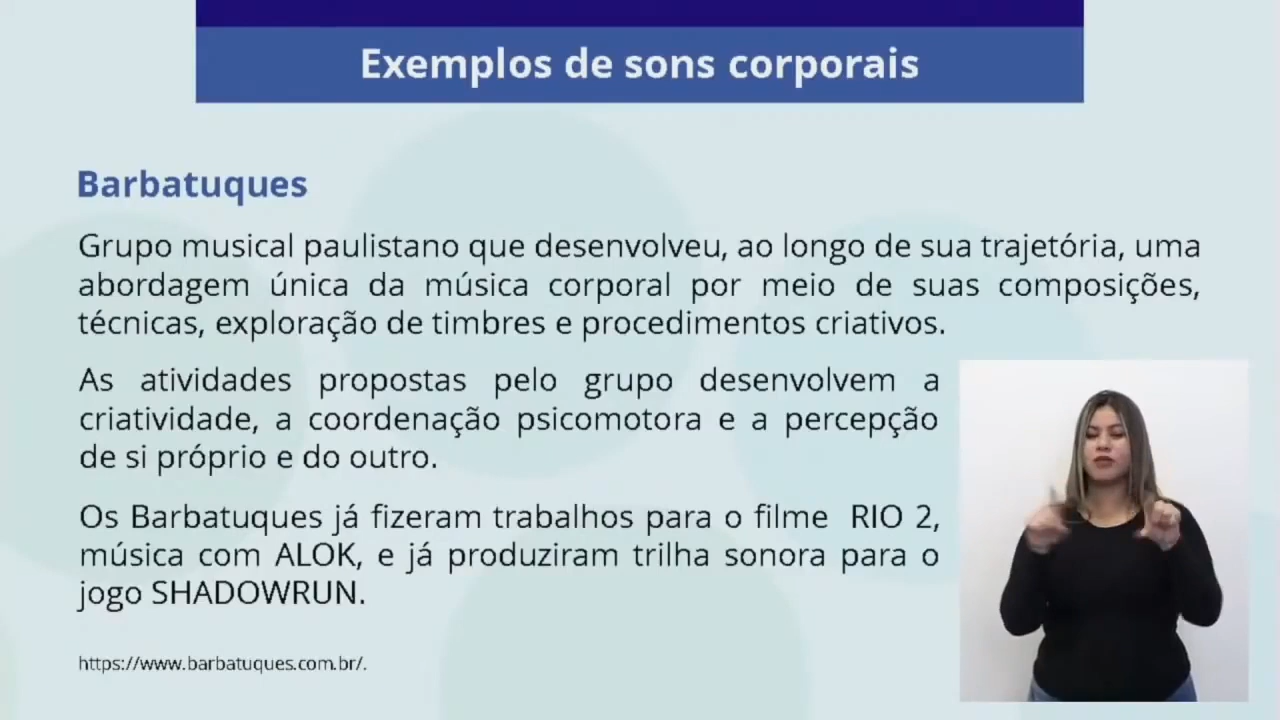 Exemplos de sons corporais
Barbatuques
Grupo musical paulistano que desenvolveu, ao longo de sua trajetória, uma
abordagem única da música corporal por meio de suas composições,
técnicas, exploração de timbres e procedimentos criativos.
As atividades propostas pelo grupo desenvolvem a
criatividade, a coordenação psicomotora e a percepção
de si próprio e do outro.
Os Barbatuques já fizeram trabalhos para o filme RIO 2,
música com ALOK, e já produziram trilha sonora para o
jogo SHADOWRUN.
https://www.barbatuques.com.br/.